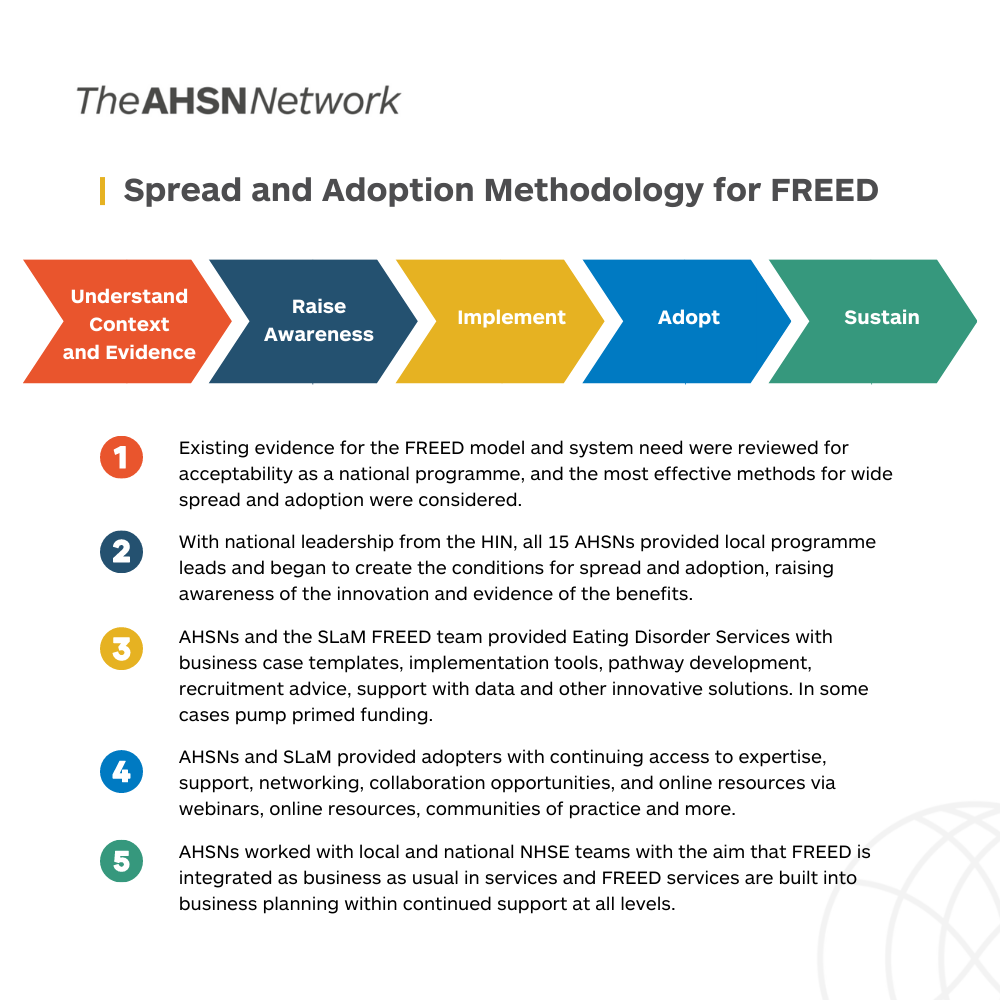 The AHSN Network
Spread and Adoption Methodology for FREED
Understand
Context
and Evidence
Raise
Awareness
Implement
Adopt
Sustain
1
Existing evidence for the FREED model and system need were reviewed for
acceptability as a national programme, and the most effective methods for wide
spread and adoption were considered.
2
With national leadership from the HIN, all 15 AHSNs provided local programme
leads and began to create the conditions for spread and adoption, raising
awareness of the innovation and evidence of the benefits.
3
AHSNs and the SLaM FREED team provided Eating Disorder Services with
business case templates, implementation tools, pathway development,
recruitment advice, support with data and other innovative solutions. In some
cases pump primed funding.
4
AHSNs and SLaM provided adopters with continuing access to expertise,
support, networking, collaboration opportunities, and online resources via
webinars, online resources, communities of practice and more.
5
AHSNs worked with local and national NHSE teams with the aim that FREED is
integrated as business as usual in services and FREED services are built into
business planning within continued support at all levels.